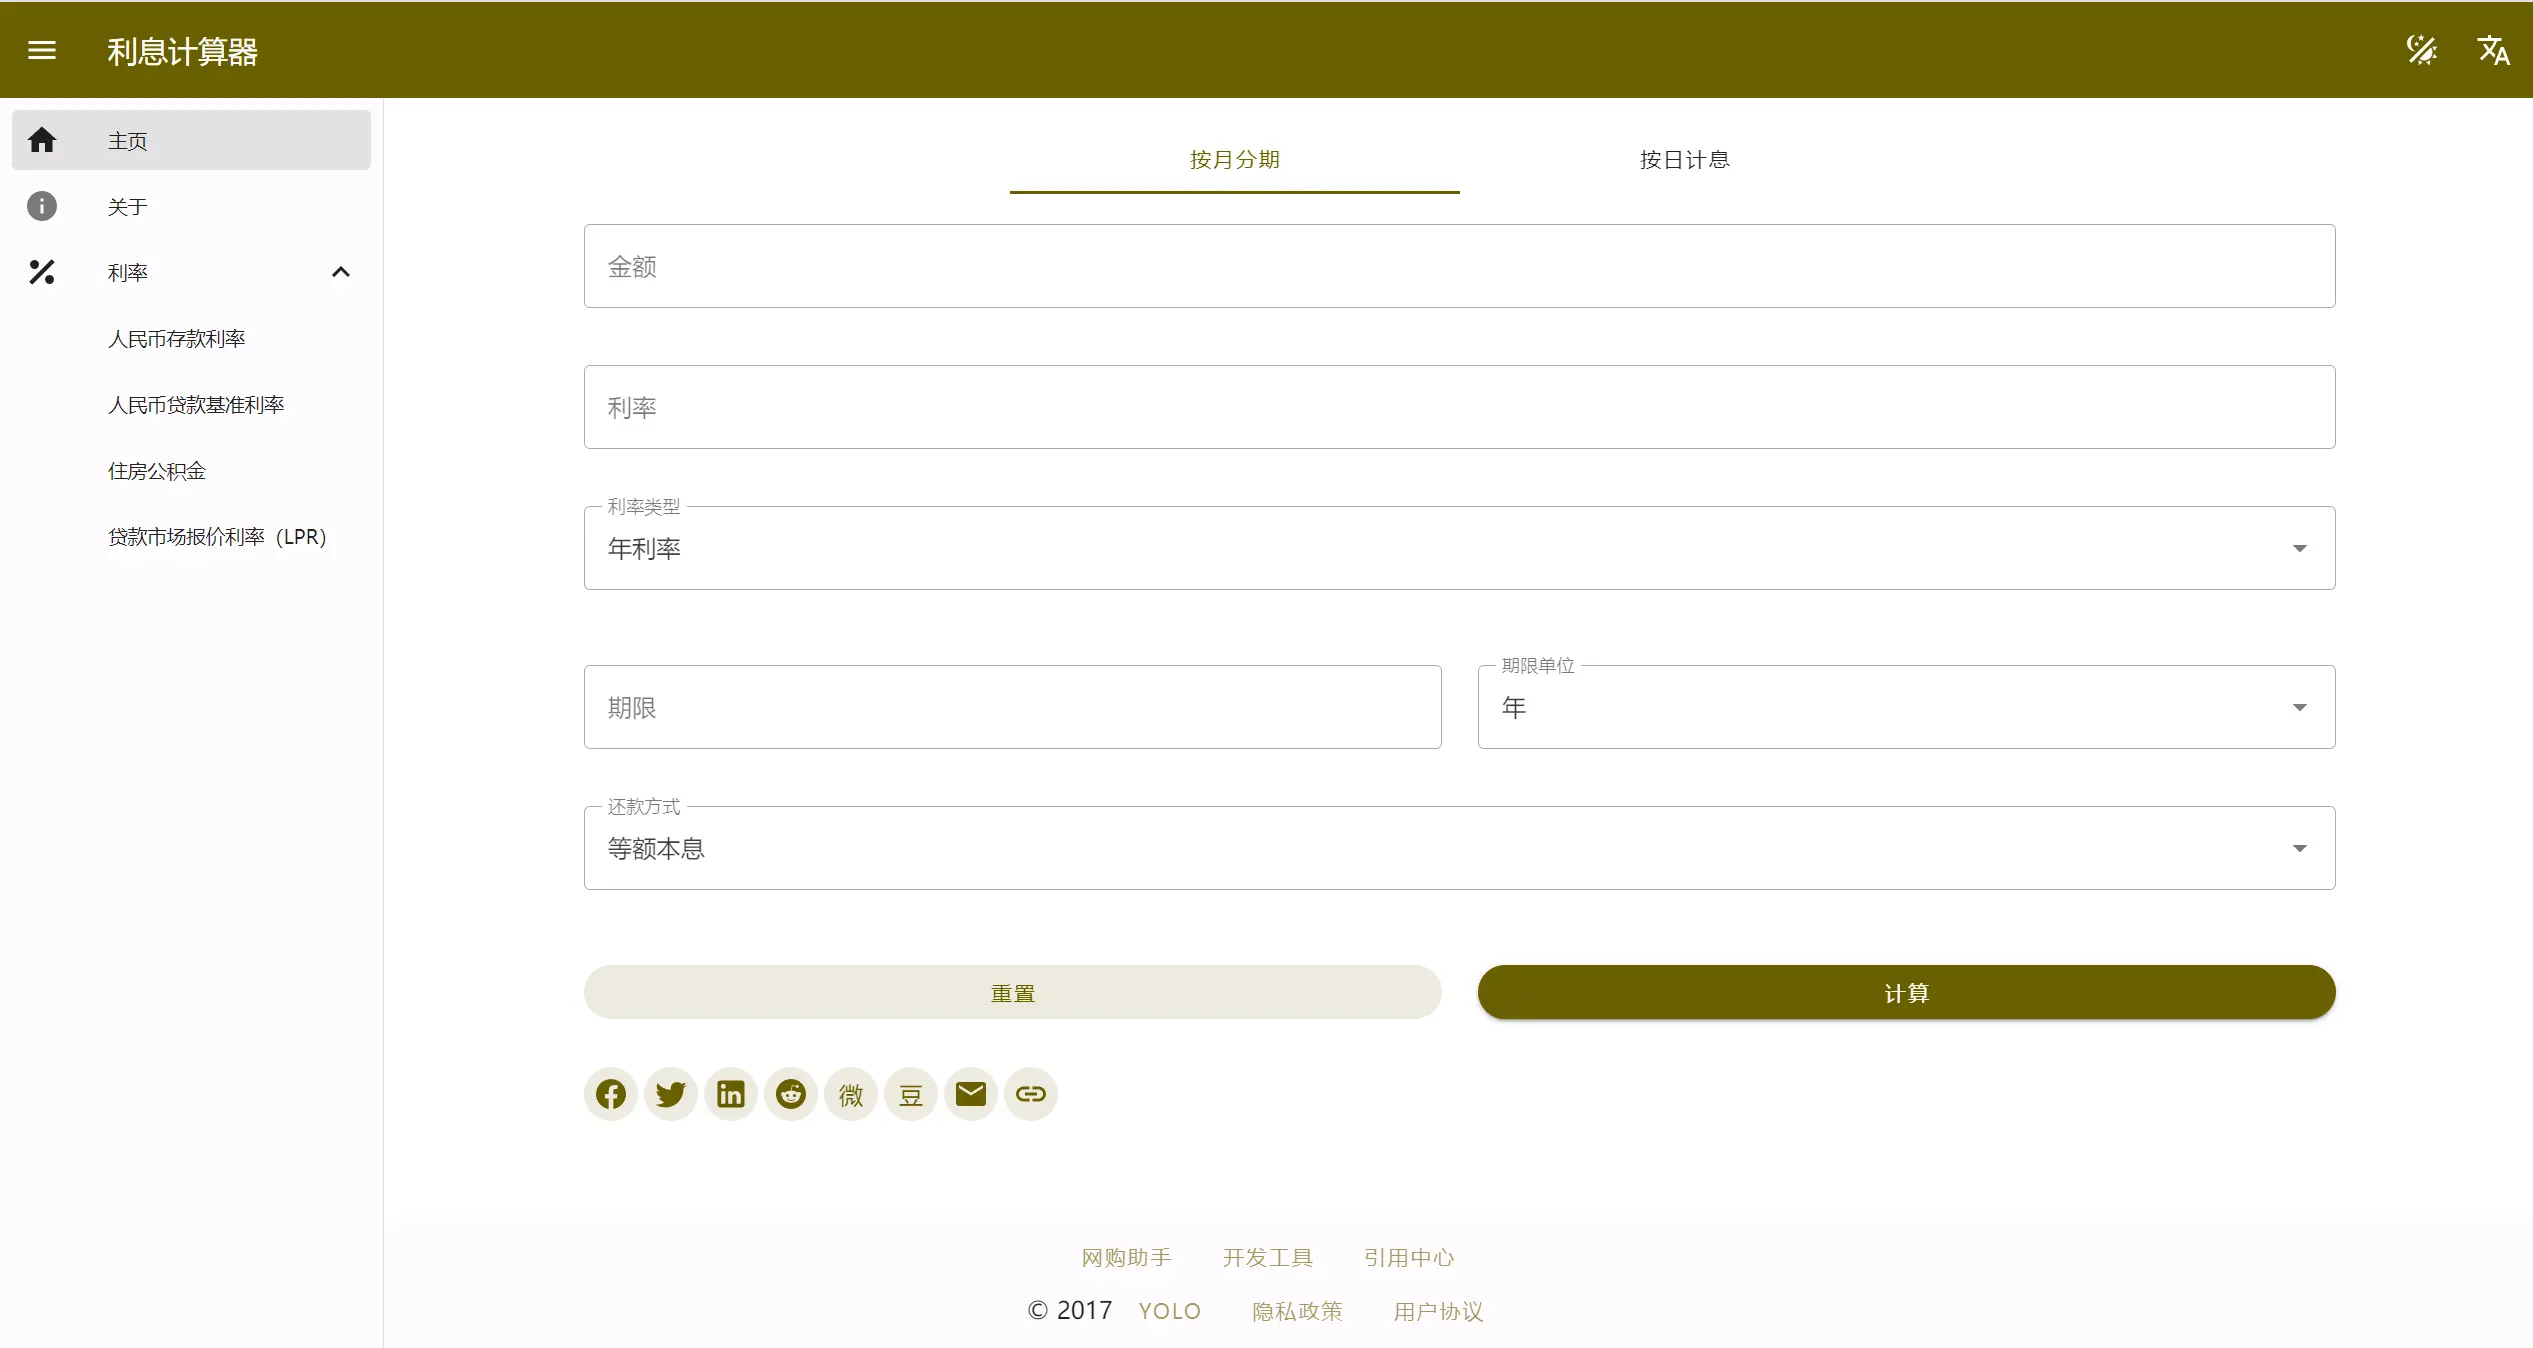 利息计算器
主页
关于
利率
人民币存款利率
人民币贷款基准利率
住房公积金
贷款市场报价利率（LPR）
按月分期 按日计息
金额
利率
利率类型
年利率
期限
期限单位
年
还款方式
等额本息
重置 计算
微 豆
网购助手 开发工具 引用中心
© 2017 YOLO 隐私政策 用户协议